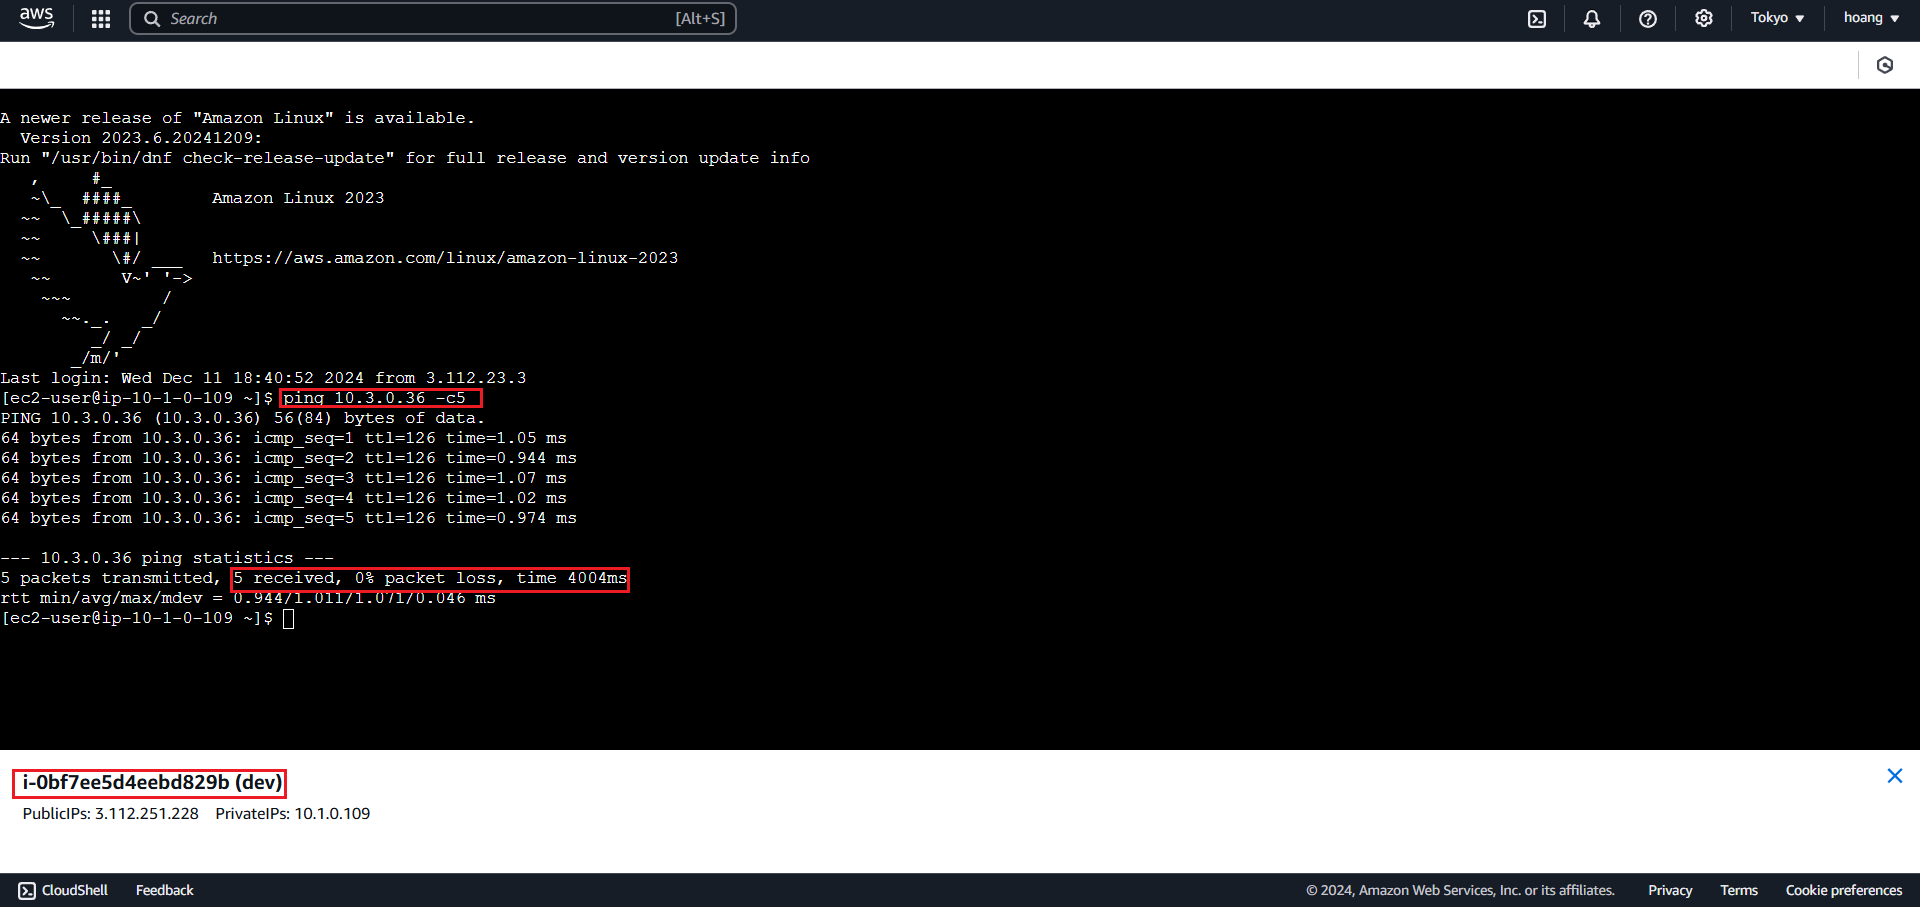 aws
Search [Alt+S] Tokyo hoang
A newer release of "Amazon Linux" is available.
  Version 2023.6.20241209:
Run "/usr/bin/dnf check-release-update" for full release and version update info
   ,     #_
   ~\_  ####_        Amazon Linux 2023
  ~~  \_#####\
  ~~     \###|
  ~~       \#/ ___   https://aws.amazon.com/linux/amazon-linux-2023
   ~~       V~' '->
    ~~~         /
      ~~._.   _/
         _/ _/
       _/m/'
Last login: Wed Dec 11 18:40:52 2024 from 3.112.23.3
[ec2-user@ip-10-1-0-109 ~]$ ping 10.3.0.36 -c5
PING 10.3.0.36 (10.3.0.36) 56(84) bytes of data.
64 bytes from 10.3.0.36: icmp_seq=1 ttl=126 time=1.05 ms
64 bytes from 10.3.0.36: icmp_seq=2 ttl=126 time=0.944 ms
64 bytes from 10.3.0.36: icmp_seq=3 ttl=126 time=1.07 ms
64 bytes from 10.3.0.36: icmp_seq=4 ttl=126 time=1.02 ms
64 bytes from 10.3.0.36: icmp_seq=5 ttl=126 time=0.974 ms
--- 10.3.0.36 ping statistics ---
5 packets transmitted, 5 received, 0% packet loss, time 4004ms
rtt min/avg/max/mdev = 0.944/1.011/1.071/0.046 ms
[ec2-user@ip-10-1-0-109 ~]$
i-0bf7ee5d4eebd829b (dev)
PublicIPs: 3.112.251.228 PrivateIPs: 10.1.0.109
CloudShell Feedback © 2024, Amazon Web Services, Inc. or its affiliates. Privacy Terms Cookie preferences